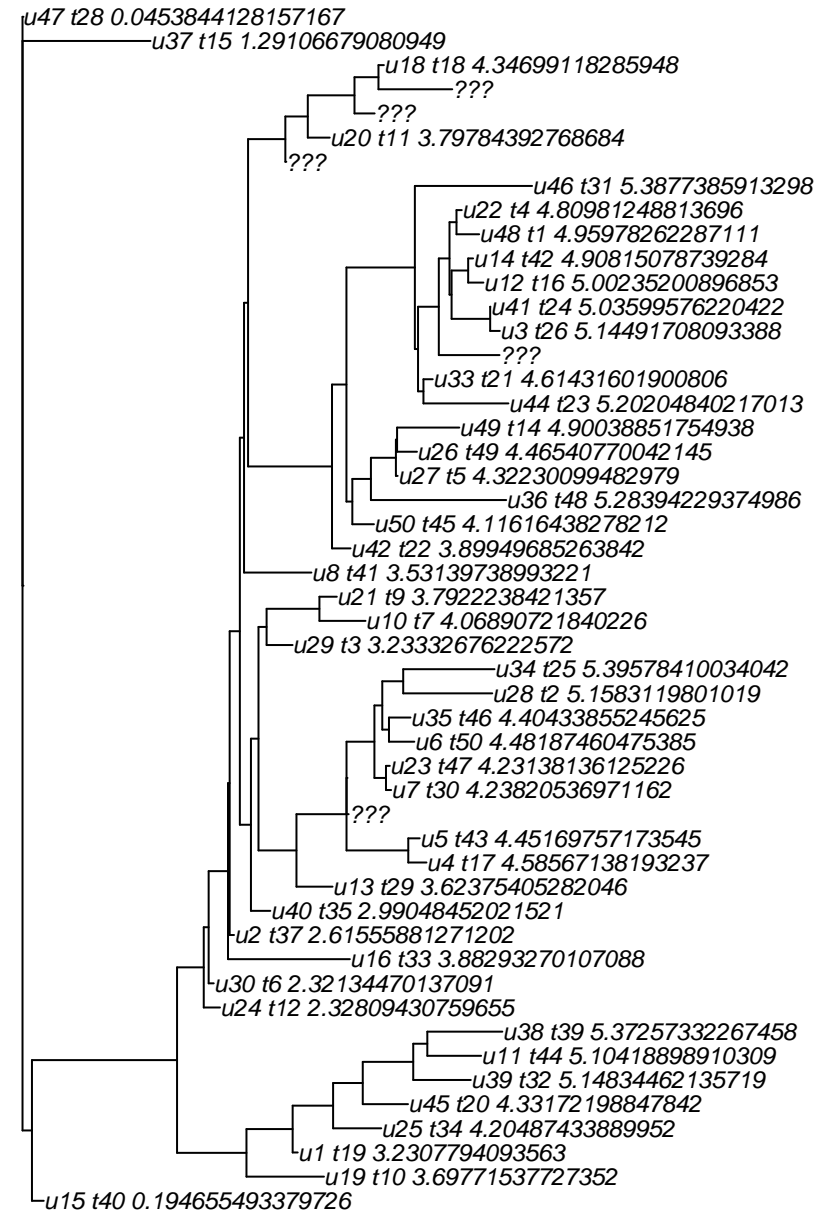 u47 t28 0.0453844128157167
u37 t15 1.29106679080949
u18 t18 4.34699118285948
???
???
u20 t11 3.79784392768684
???
u46 t31 5.3877385913298
u22 t4 4.80981248813696
u48 t1 4.95978262287111
u14 t42 4.90815078739284
u12 t16 5.00235200896853
u41 t24 5.03599576220422
u3 t26 5.14491708093388
???
u33 t21 4.61431601900806
u44 t23 5.20204840217013
u49 t14 4.90038851754938
u26 t49 4.46540770042145
u27 t5 4.32230099482979
u36 t48 5.28394229374986
u50 t45 4.11616438278212
u42 t22 3.89949685263842
u8 t41 3.53139738993221
u21 t9 3.7922238421357
u10 t7 4.06890721840226
u29 t3 3.23332676222572
u34 t25 5.39578410034042
u28 t2 5.1583119801019
u35 t46 4.40433855245625
u6 t50 4.48187460475385
u23 t47 4.23138136125226
u7 t30 4.23820536971162
???
u5 t43 4.45169757173545
u4 t17 4.58567138193237
u13 t29 3.62375405282046
u40 t35 2.99048452021521
u2 t37 2.61555881271202
u16 t33 3.88293270107088
u30 t6 2.32134470137091
u24 t12 2.32809430759655
u38 t39 5.37257332267458
u11 t44 5.10418898910309
u39 t32 5.14834462135719
u45 t20 4.33172198847842
u25 t34 4.20487433889952
u1 t19 3.2307794093563
u19 t10 3.69771537727352
u15 t40 0.194655493379726